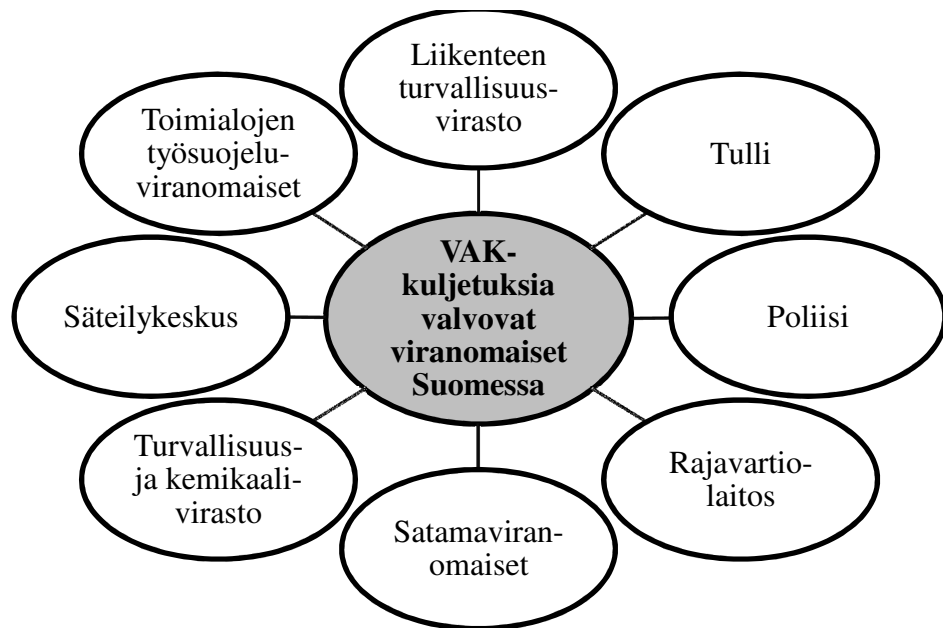 Liikenteen
turvallisuus-
virasto
Tulli
Poliisi
Rajavartio-
laitos
Satamaviran-
omaiset
Turvallisuus-
ja kemikaali-
virasto
Säteilykeskus
Toimialojen
työsuojelu-
viranomaiset
VAK-
kuljetuksia
valvovat
viranomaiset
Suomessa